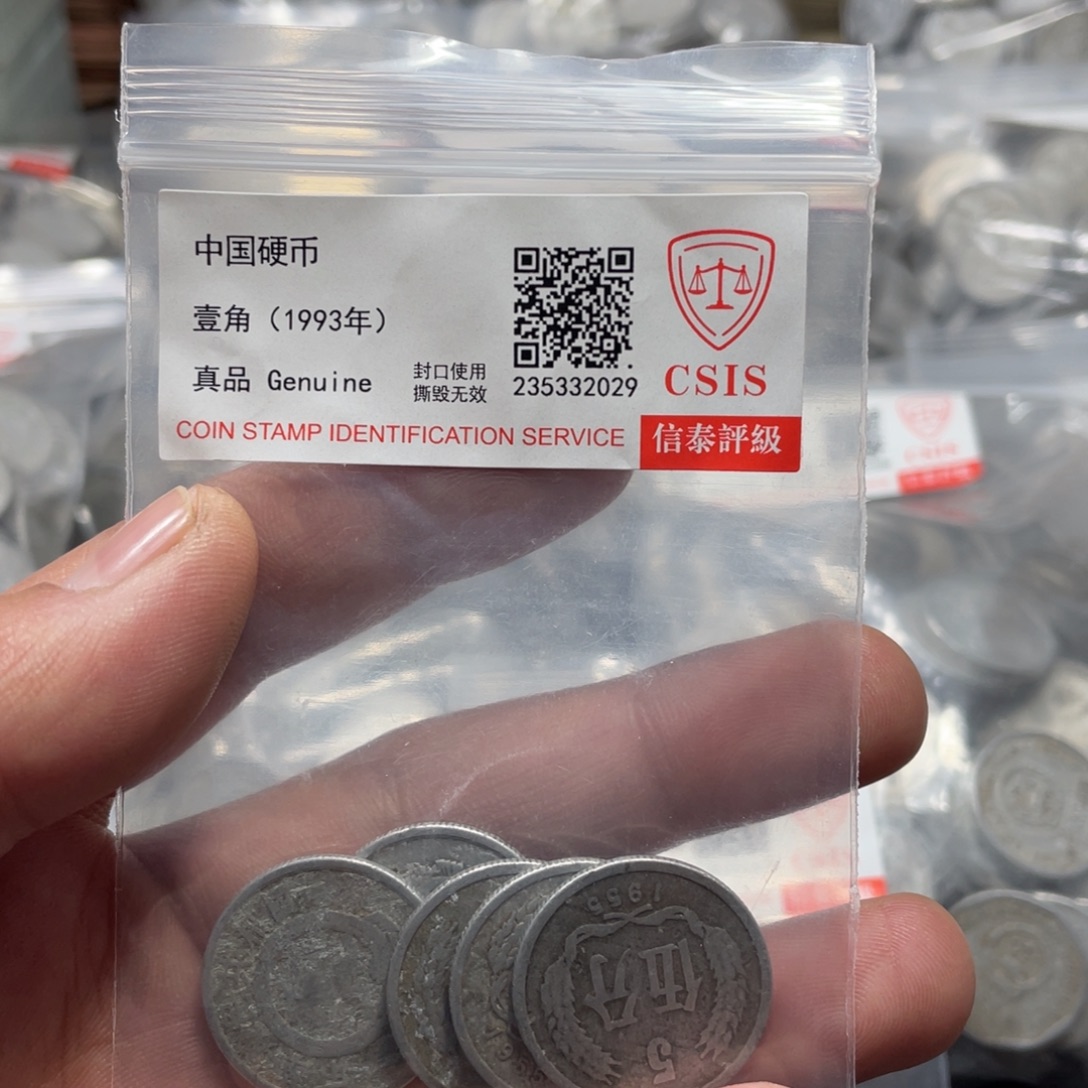 中国硬币
壹角（1993年）
真品 Genuine
封口使用
撕毁无效
235332029
CSIS
COIN STAMP IDENTIFICATION SERVICE
信泰評級
1955
伍分
5